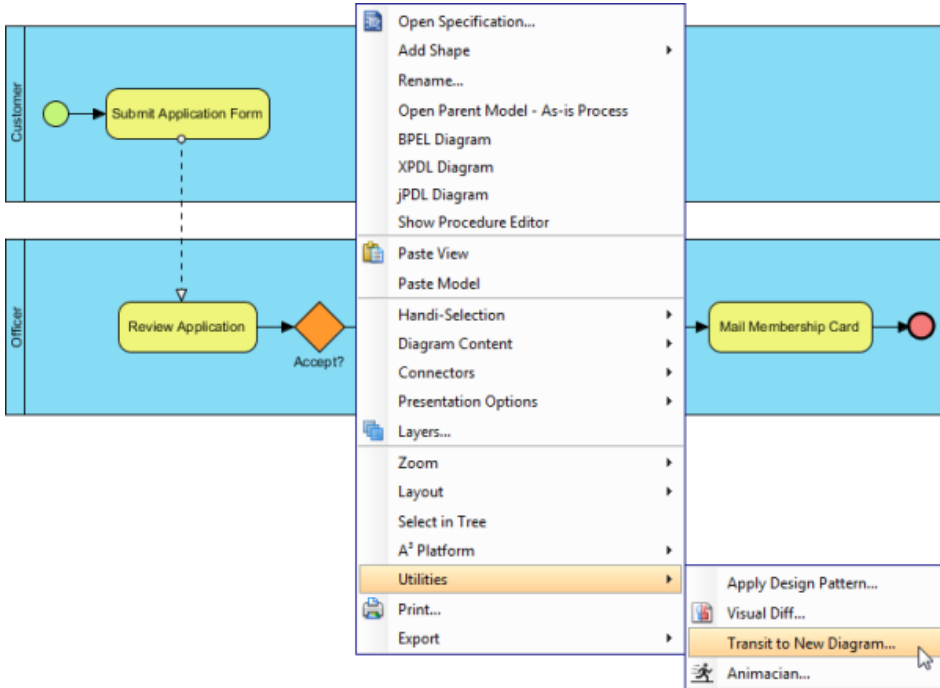 Customer
Submit Application Form
Officer
Review Application
Accept?
Mail Membership Card
Open Specification...
Add Shape
Rename...
Open Parent Model - As-is Process
BPEL Diagram
XPDL Diagram
jPDL Diagram
Show Procedure Editor
Paste View
Paste Model
Handi-Selection
Diagram Content
Connectors
Presentation Options
Layers...
Zoom
Layout
Select in Tree
A³ Platform
Utilities
Print...
Export
Apply Design Pattern...
Visual Diff...
Transit to New Diagram...
Animacian...